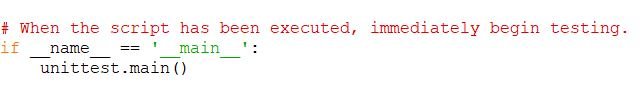 # When the script has been executed, immediately begin testing.
if __name__ == '__main__':
    unittest.main()